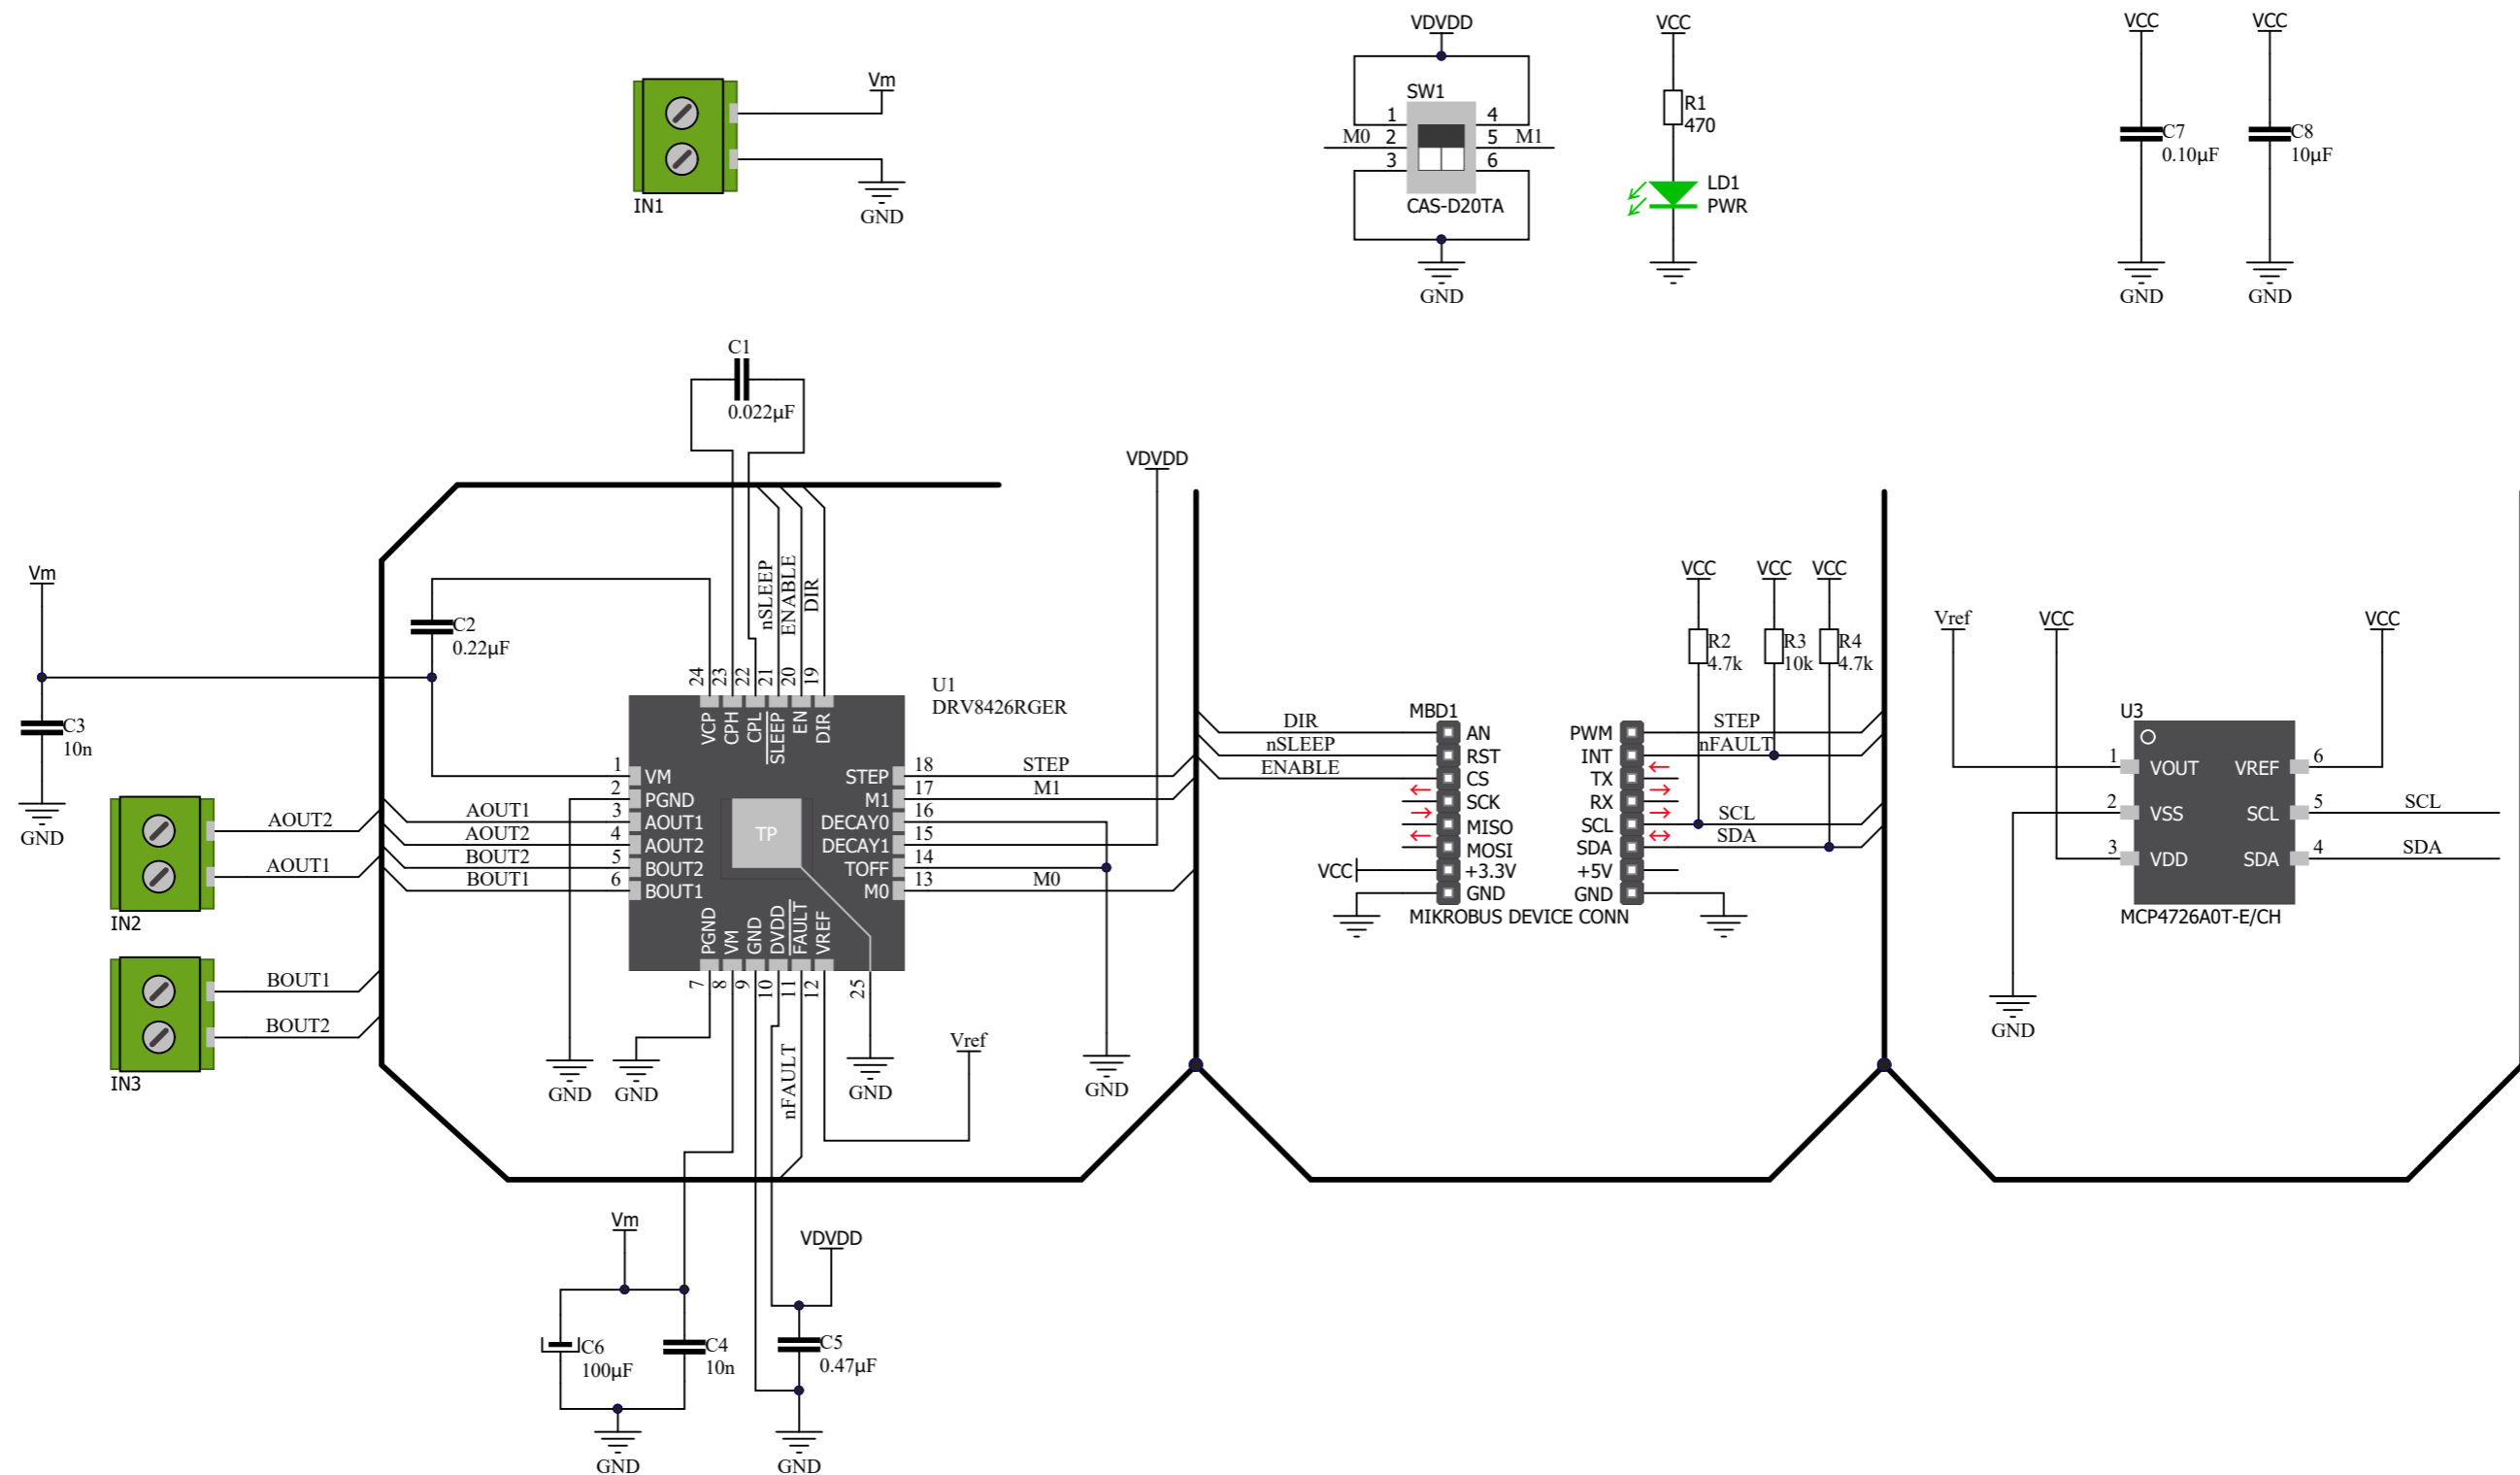 VDVDD
VCC
VCC
VCC
Vm
IN1
GND
SW1
1
4
M0
2
5
M1
3
6
CAS-D20TA
GND
R1
470
LD1
PWR
C7
0.10µF
GND
C8
10µF
GND
C1
0.022µF
VDVDD
Vm
C2
0.22µF
C3
10n
GND
nSLEEP
ENABLE
DIR
24
23
22
21
20
19
U1
DRV8426RGER
VCP
CPH
CPL
SLEEP
EN
DIR
1
VM
2
PGND
AOUT1
3
AOUT1
AOUT2
4
AOUT2
BOUT2
5
BOUT2
BOUT1
6
BOUT1
TP
STEP
18
STEP
M1
17
M1
DECAY0
16
DECAY1
15
TOFF
14
M0
13
M0
PGND
VM
GND
DVDD
FAULT
VREF
7
8
9
10
11
12
25
AOUT2
AOUT1
IN2
BOUT1
BOUT2
IN3
GND
GND
nFAULT
GND
Vref
GND
Vm
VDVDD
C6
100µF
C4
10n
C5
0.47µF
GND
GND
VCC
VCC
VCC
R2
4.7k
R3
10k
R4
4.7k
MBD1
DIR
AN
nSLEEP
RST
ENABLE
CS
SCK
MISO
MOSI
VCC
+3.3V
GND
PWM
STEP
INT
nFAULT
TX
RX
SCL
SCL
SDA
SDA
+5V
GND
MIKROBUS DEVICE CONN
Vref
VCC
VCC
U3
1
VOUT
VREF
6
2
VSS
SCL
5
SCL
3
VDD
SDA
4
SDA
MCP4726A0T-E/CH
GND